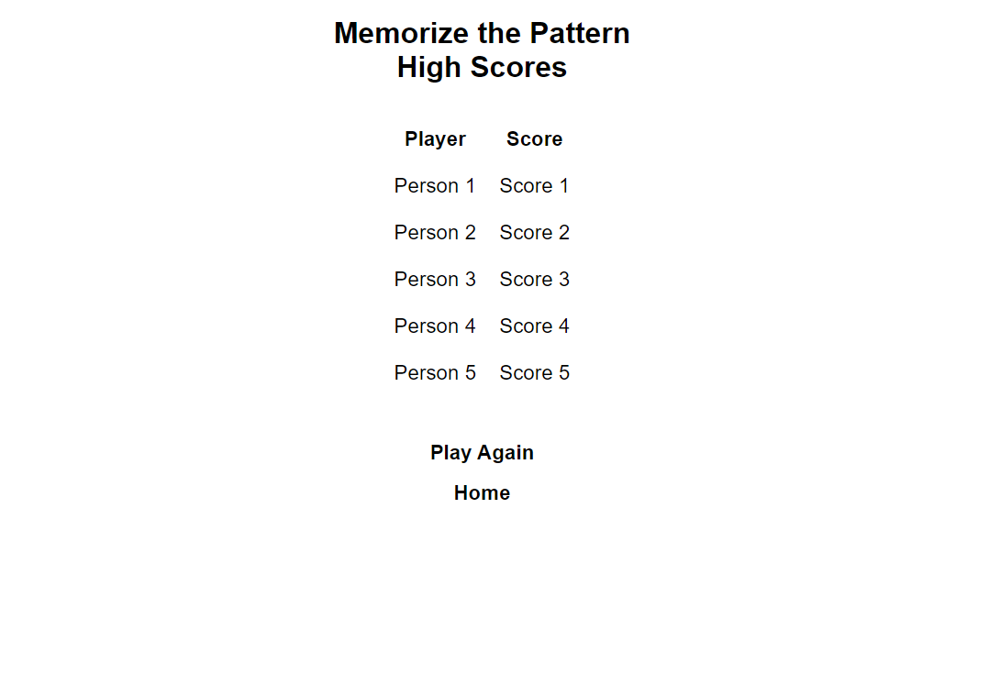 Memorize the Pattern
High Scores
Player Score
Person 1 Score 1
Person 2 Score 2
Person 3 Score 3
Person 4 Score 4
Person 5 Score 5
Play Again
Home